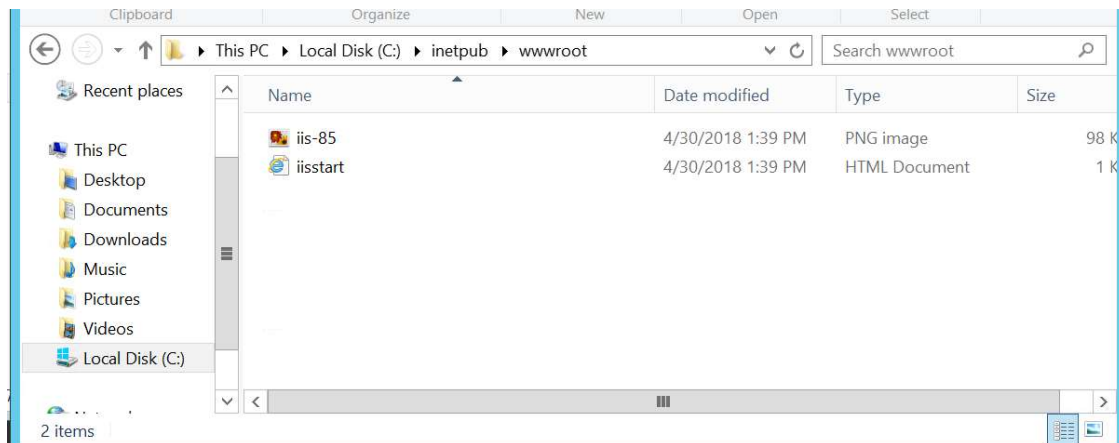 Clipboard Organize New Open Select
This PC Local Disk (C:) inetpub wwwroot Search wwwroot
Recent places
Name Date modified Type Size
iis-85 4/30/2018 1:39 PM PNG image 98 K
This PC
iisstart 4/30/2018 1:39 PM HTML Document 1 K
Desktop
Documents
Downloads
Music
Pictures
Videos
Local Disk (C:)
2 items